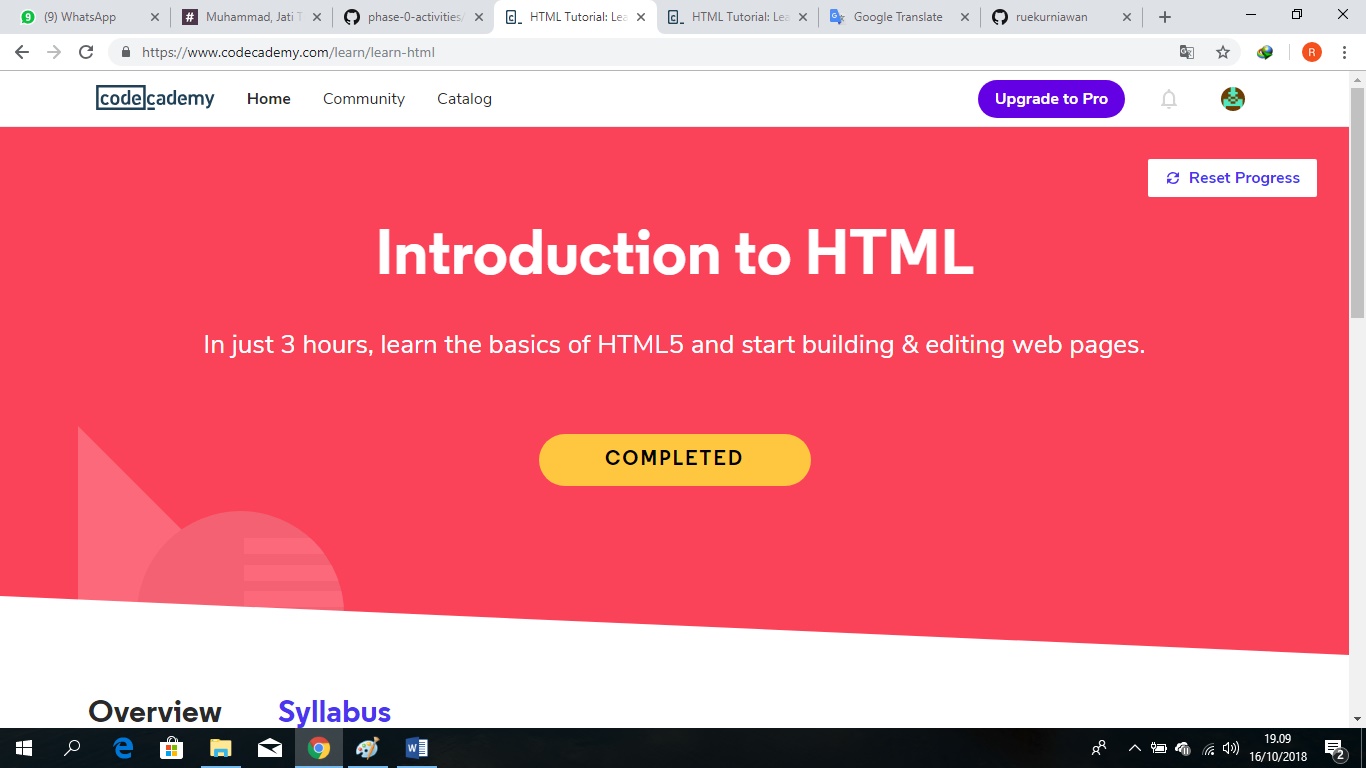 (9) WhatsApp
Muhammad, Jati T
phase-0-activities/
HTML Tutorial: Lea
HTML Tutorial: Lea
Google Translate
ruekurniawan
https://www.codecademy.com/learn/learn-html
R
codecademy
Home
Community
Catalog
Upgrade to Pro
Reset Progress
Introduction to HTML
In just 3 hours, learn the basics of HTML5 and start building & editing web pages.
COMPLETED
Overview
Syllabus
19.09
16/10/2018
2